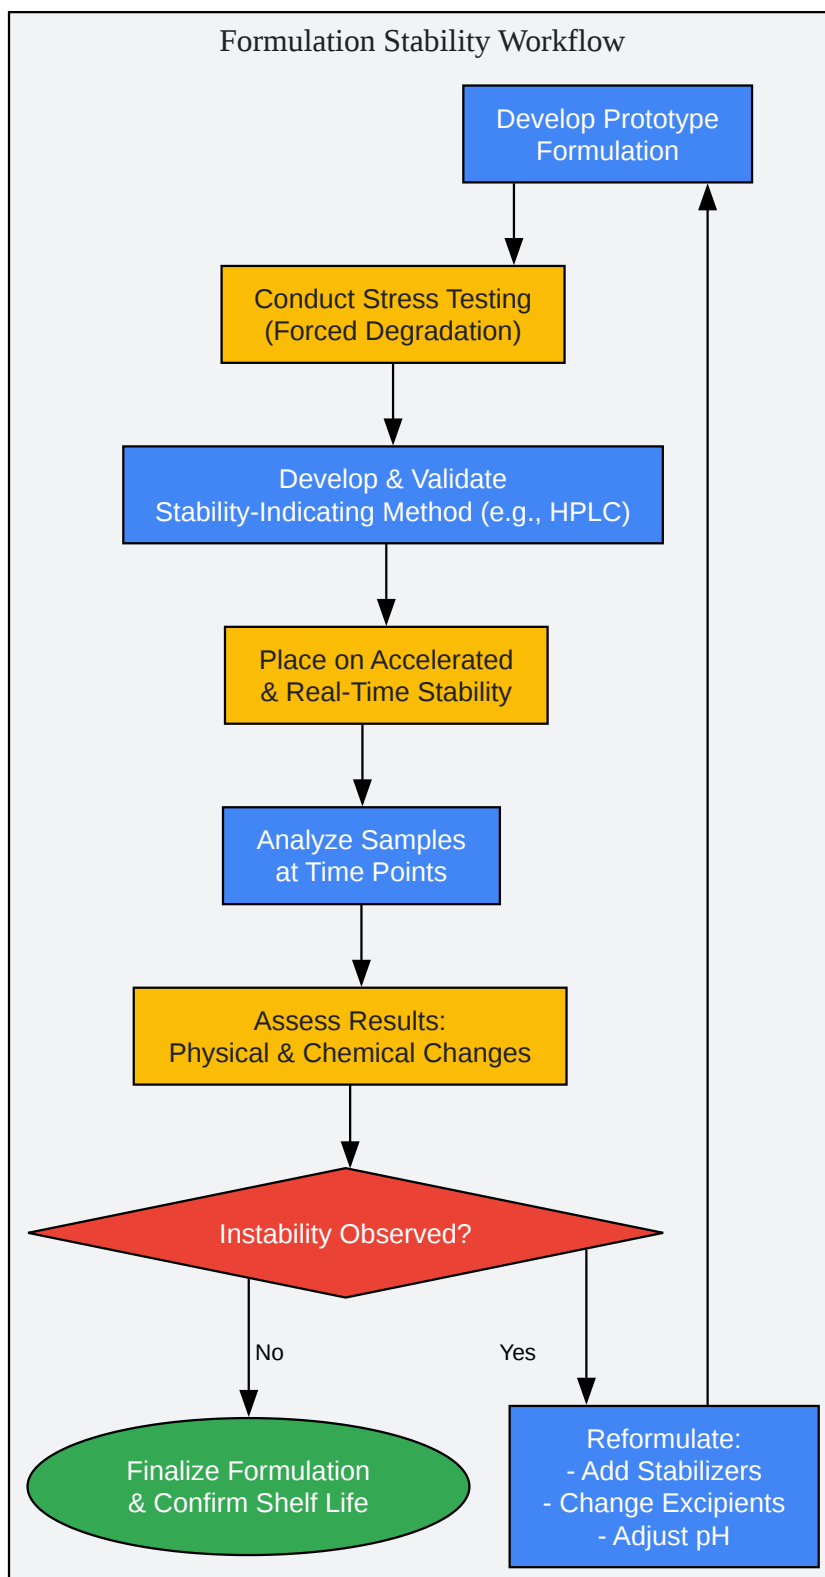 Formulation Stability Workflow
Develop Prototype
Formulation
Conduct Stress Testing
(Forced Degradation)
Develop & Validate
Stability-Indicating Method (e.g., HPLC)
Place on Accelerated
& Real-Time Stability
Analyze Samples
at Time Points
Assess Results:
Physical & Chemical Changes
Instability Observed?
No
Yes
Finalize Formulation
& Confirm Shelf Life
Reformulate:
- Add Stabilizers
- Change Excipients
- Adjust pH